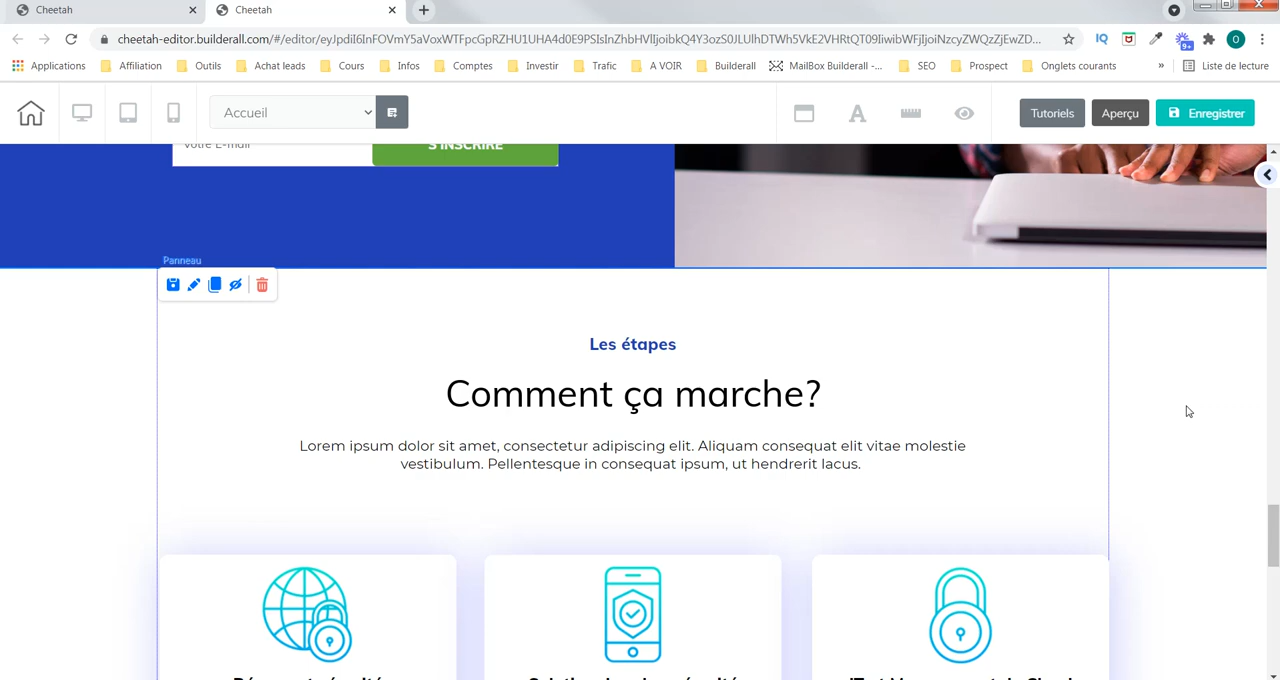 Cheetah
Cheetah
cheetah-editor.builderall.com/#/editor/
Applications
Affiliation
Outils
Achat leads
Cours
Infos
Comptes
Investir
Trafic
A VOIR
Builderall
MailBox Builderall -...
SEO
Prospect
Onglets courants
»
Liste de lecture
IQ
9+
O
Accueil
A
Tutoriels
Aperçu
Enregistrer
Votre E-mail
S'INSCRIRE
Panneau
Les étapes
Comment ça marche?
Lorem ipsum dolor sit amet, consectetur adipiscing elit. Aliquam consequat elit vitae molestie
vestibulum. Pellentesque in consequat ipsum, ut hendrerit lacus.